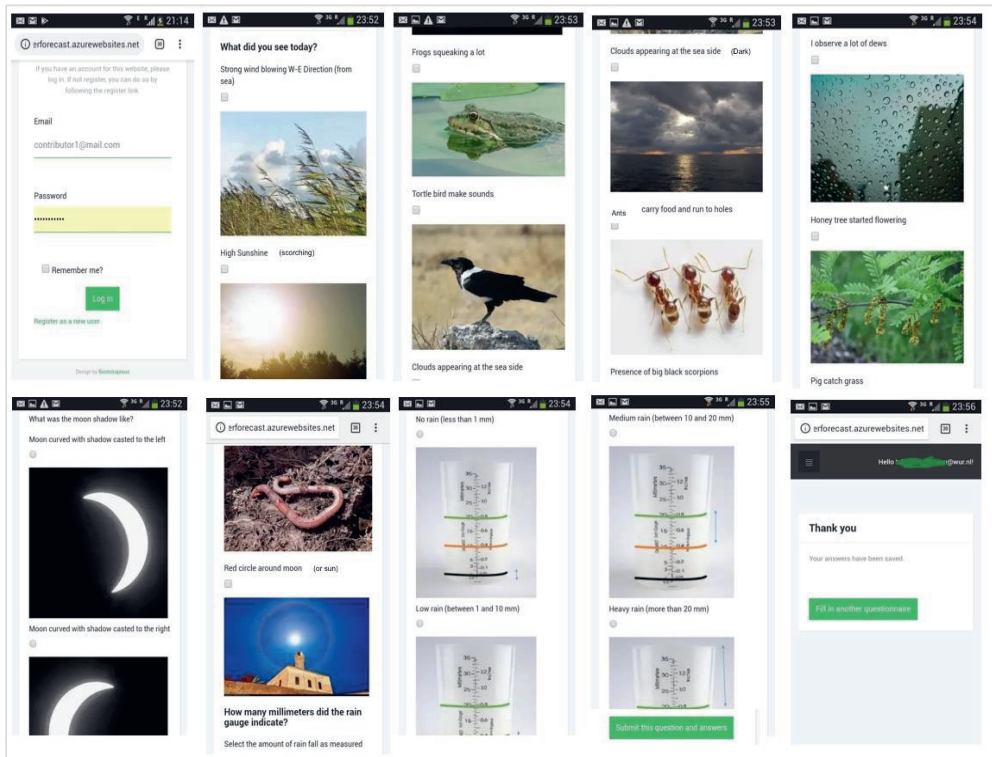 21:14
erforecast.azurewebsites.net
If you have an account for this website, please
log in. If not register, you can do so by
following the register link.
Email
contributor1@mail.com
Password
Remember me?
Log in
Register as a new user
23:52
What did you see today?
Strong wind blowing W-E Direction (from
sea)
High Sunshine (scorching)
23:53
Frogs squeaking a lot
Tortle bird make sounds
Clouds appearing at the sea side
23:53
Clouds appearing at the sea side (Dark)
Ants carry food and run to holes
Presence of big black scorpions
23:54
I observe a lot of dews
Honey tree started flowering
Pig catch grass
23:52
What was the moon shadow like?
Moon curved with shadow casted to the left
Moon curved with shadow casted to the right
23:54
erforecast.azurewebsites.net
Red circle around moon (or sun)
How many millimeters did the rain
gauge indicate?
Select the amount of rain fall as measured
23:54
No rain (less than 1 mm)
Low rain (between 1 and 10 mm)
23:55
Medium rain (between 10 and 20 mm)
Heavy rain (more than 20 mm)
Submit this question and answers
23:56
erforecast.azurewebsites.net
Hello @wur.nl!
Thank you
Your answers have been saved.
Fill in another questionnaire